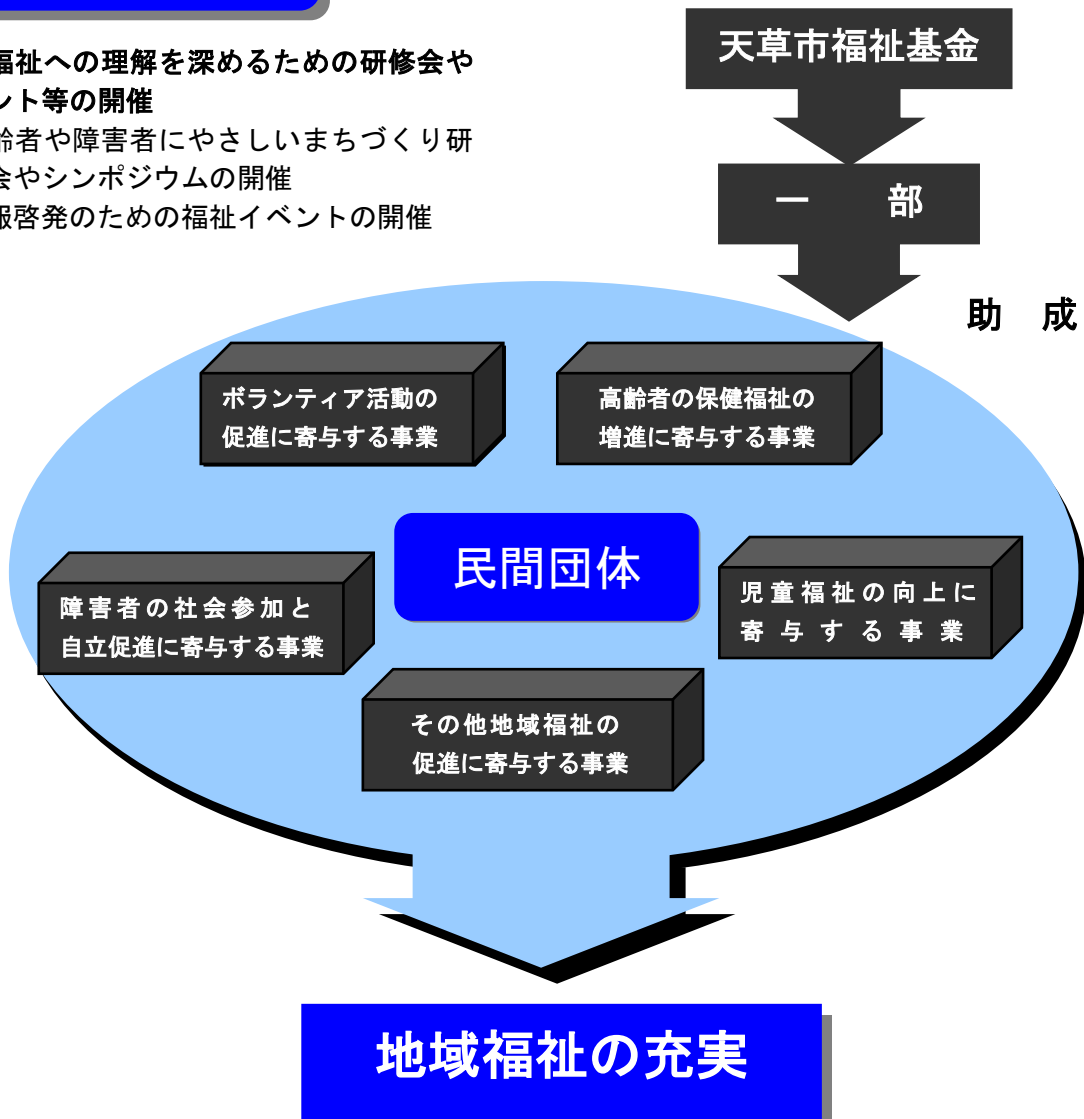 福祉への理解を深めるための研修会や
ント等の開催
齢者や障害者にやさしいまちづくり研
会やシンポジウムの開催
報啓発のための福祉イベントの開催
天草市福祉基金
一　部
助　成
ボランティア活動の
促進に寄与する事業
高齢者の保健福祉の
増進に寄与する事業
民間団体
障害者の社会参加と
自立促進に寄与する事業
児童福祉の向上に
寄与する事業
その他地域福祉の
促進に寄与する事業
地域福祉の充実